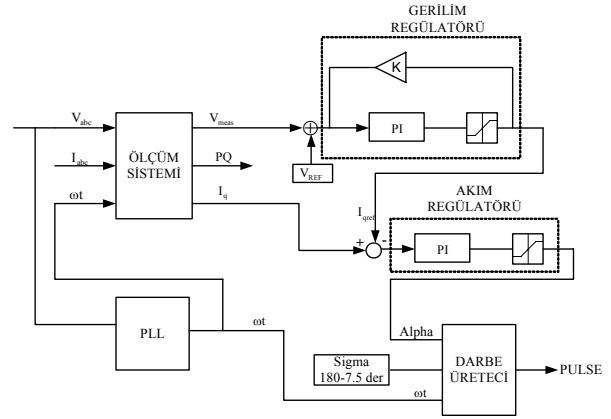 GERİLİM
REGÜLATÖRÜ
K
V_abc
V_meas
PI
I_abc
ÖLÇÜM
SİSTEMİ
PQ
V_REF
ωt
I_q
AKIM
REGÜLATÖRÜ
I_qref
+
-
PI
PLL
ωt
Alpha
Sigma
180-7.5 der
DARBE
ÜRETECİ
PULSE
ωt